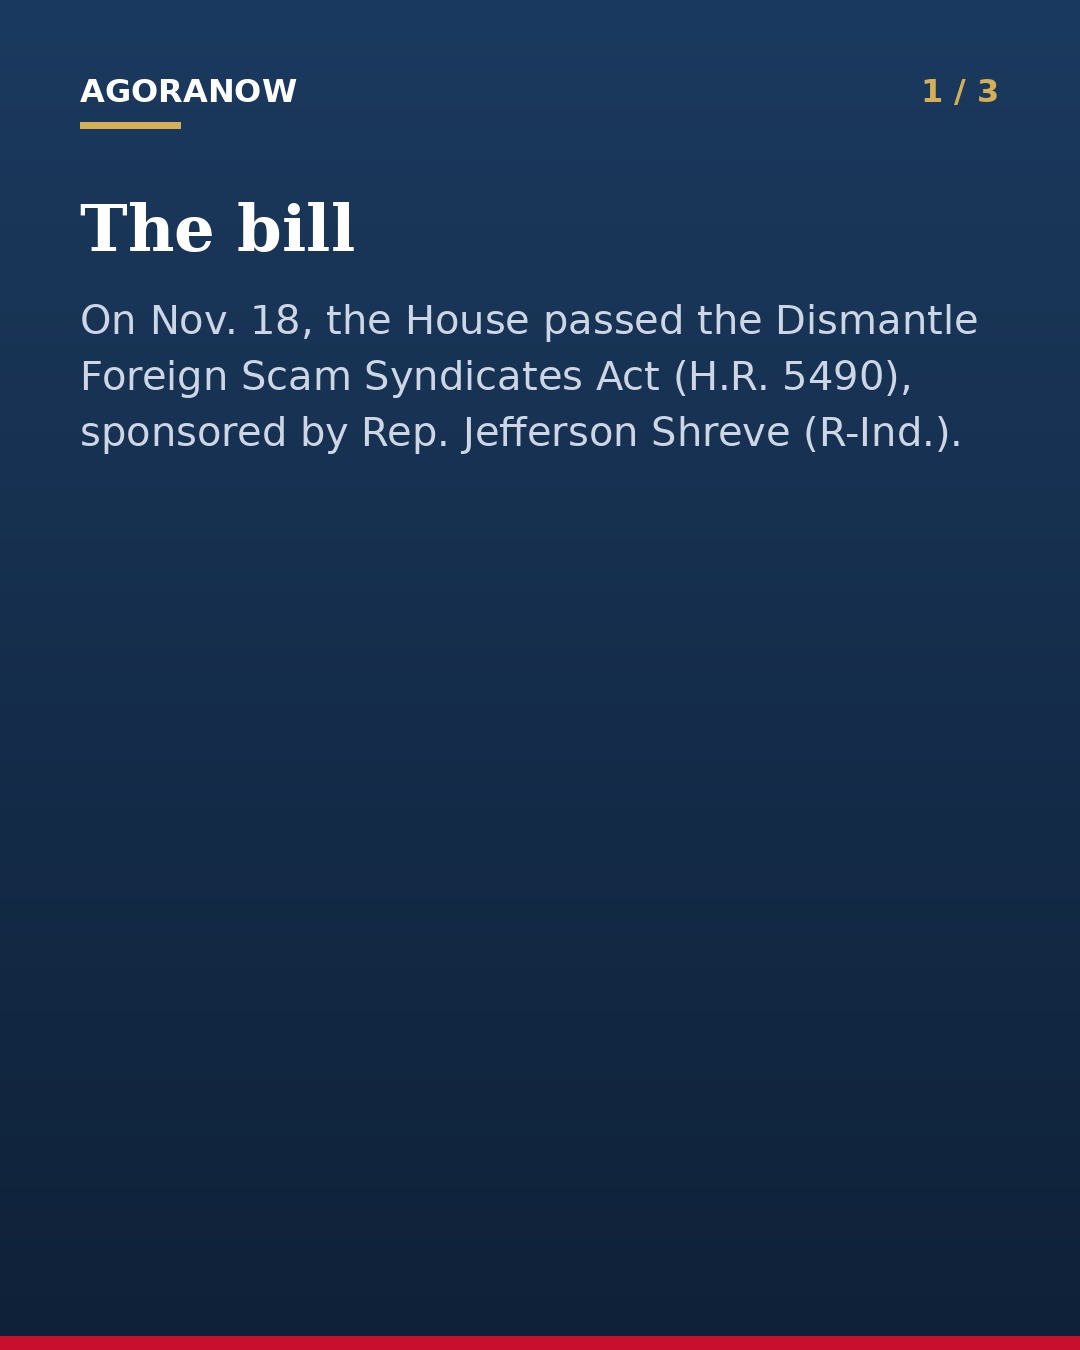 AGORANOW
1 / 3
The bill
On Nov. 18, the House passed the Dismantle
Foreign Scam Syndicates Act (H.R. 5490),
sponsored by Rep. Jefferson Shreve (R-Ind.).